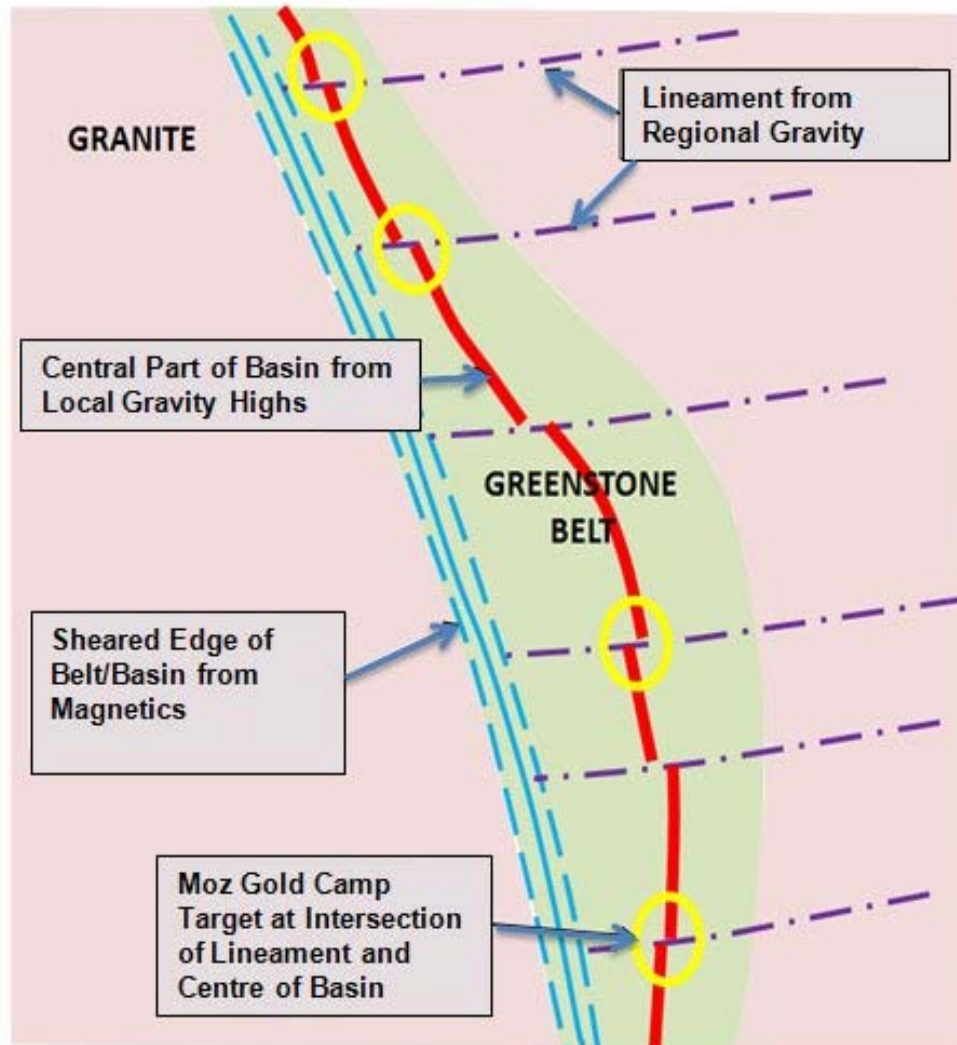 Lineament from
Regional Gravity
GRANITE
Central Part of Basin from
Local Gravity Highs
GREENSTONE
BELT
Sheared Edge of
Belt/Basin from
Magnetics
Moz Gold Camp
Target at Intersection
of Lineament and
Centre of Basin